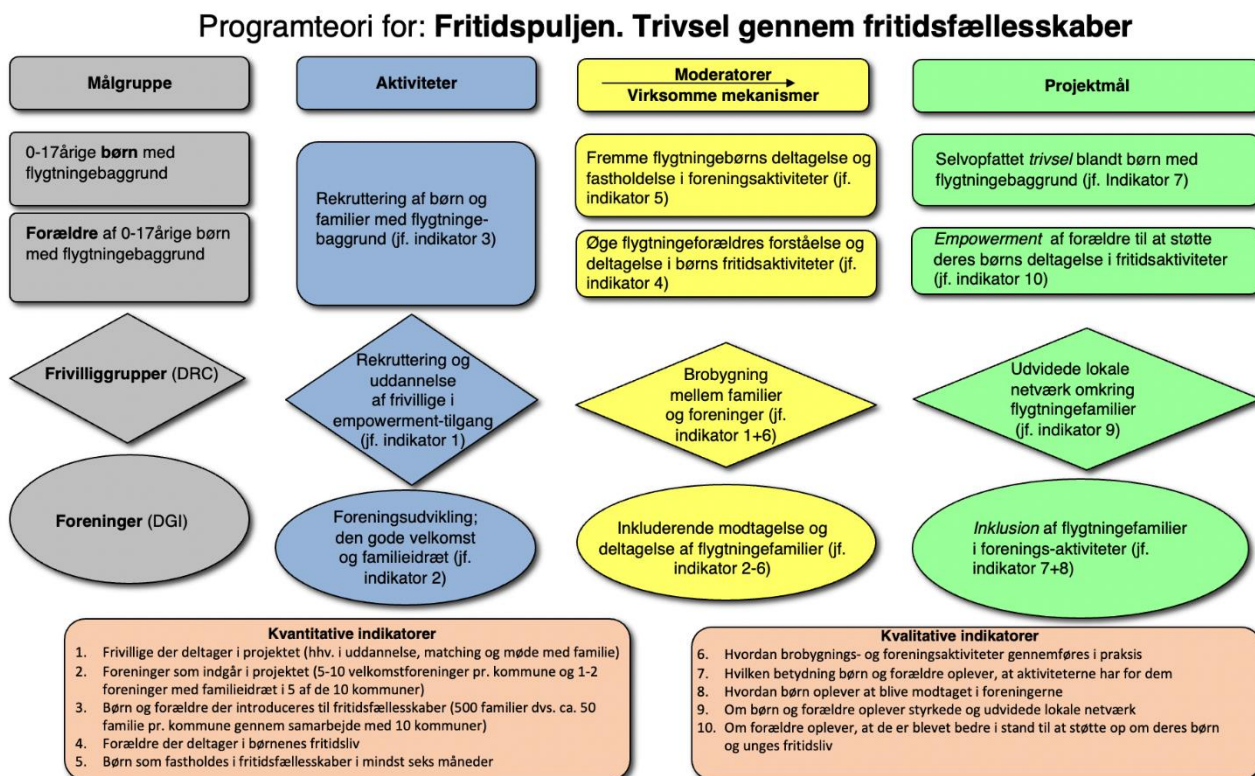 Programteori for: Fritidspuljen. Trivsel gennem fritidsfællesskaber
Målgruppe
Aktiviteter
Moderatorer
Virksomme mekanismer
Projektmål
0-17årige børn med
flygtningebaggrund
Forældre af 0-17årige børn
med flygtningebaggrund
Rekruttering af børn og
familier med flygtninge-
baggrund (jf. indikator 3)
Fremme flygtningebørns deltagelse og
fastholdelse i foreningsaktiviteter (jf.
indikator 5)
Øge flygtningeforældres forståelse og
deltagelse i børns fritidsaktiviteter (jf.
indikator 4)
Selvopfattet trivsel blandt børn med
flygtningebaggrund (jf. Indikator 7)
Empowerment af forældre til at støtte
deres børns deltagelse i fritidsaktiviteter
(jf. indikator 10)
Frivilliggrupper (DRC)
Rekruttering og
uddannelse
af frivillige i
empowerment-tilgang
(jf. indikator 1)
Brobygning
mellem familier
og foreninger (jf.
indikator 1+6)
Udvidede lokale
netværk omkring
flygtningefamilier
(jf. indikator 9)
Foreninger (DGI)
Foreningsudvikling;
den gode velkomst
og familieidræt (jf.
indikator 2)
Inkluderende modtagelse og
deltagelse af flygtningefamilier (jf.
indikator 2-6)
Inklusion af flygtningefamilier
i forenings-aktiviteter (jf.
indikator 7+8)
Kvantitative indikatorer
1. Frivillige der deltager i projektet (hhv. i uddannelse, matching og møde med familie)
2. Foreninger som indgår i projektet (5-10 velkomstforeninger pr. kommune og 1-2
foreninger med familieidræt i 5 af de 10 kommuner)
3. Børn og forældre der introduceres til fritidsfællesskaber (500 familier dvs. ca. 50
familie pr. kommune gennem samarbejde med 10 kommuner)
4. Forældre der deltager i børnenes fritidsliv
5. Børn som fastholdes i fritidsfællesskaber i mindst seks måneder
Kvalitative indikatorer
6. Hvordan brobygnings- og foreningsaktiviteter gennemføres i praksis
7. Hvilken betydning børn og forældre oplever, at aktiviteterne har for dem
8. Hvordan børn oplever at blive modtaget i foreningerne
9. Om børn og forældre oplever styrkede og udvidede lokale netværk
10. Om forældre oplever, at de er blevet bedre i stand til at støtte op om deres børn
og unges fritidsliv